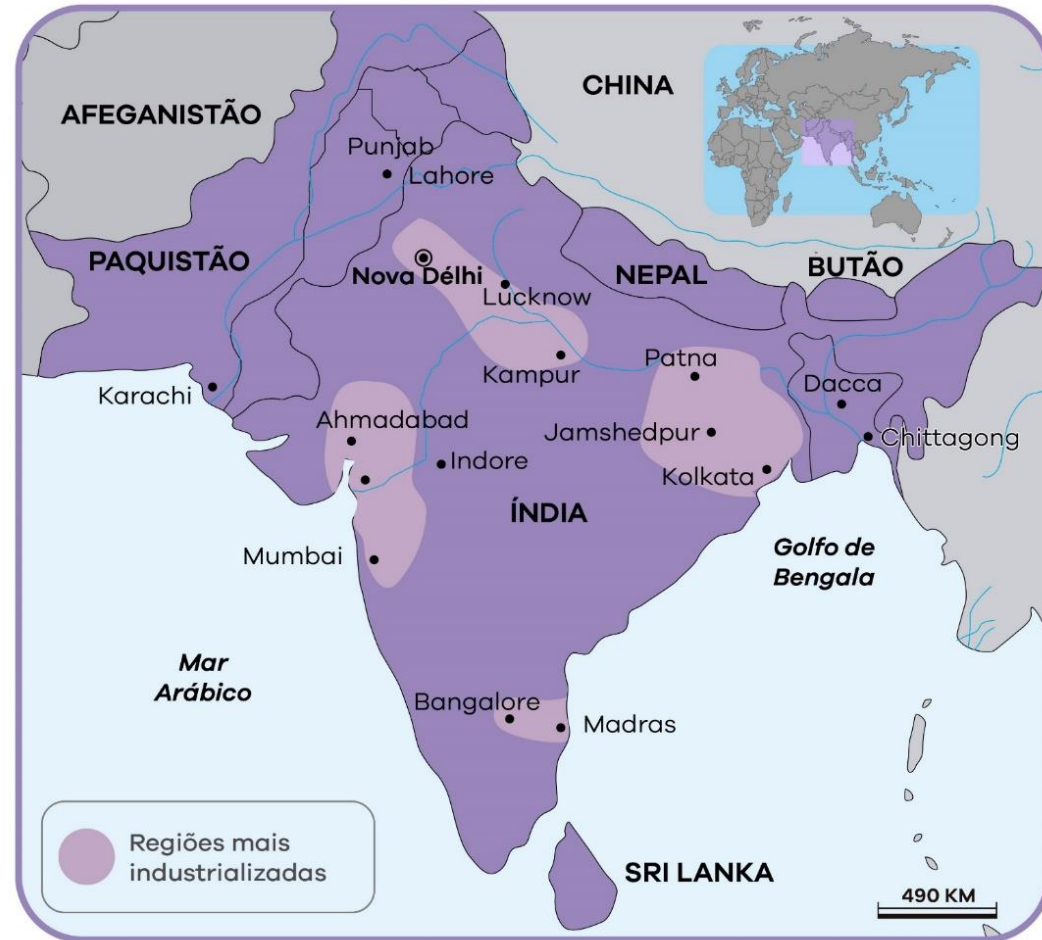 CHINA
AFEGANISTÃO
Punjab
Lahore
PAQUISTÃO
Nova Délhi
NEPAL
BUTÃO
Lucknow
Kampur
Patna
Dacca
Karachi
Ahmadabad
Jamshedpur
Chittagong
Indore
Kolkata
ÍNDIA
Mumbai
Golfo de
Bengala
Mar
Arábico
Bangalore
Madras
Regiões mais
industrializadas
SRI LANKA
490 KM